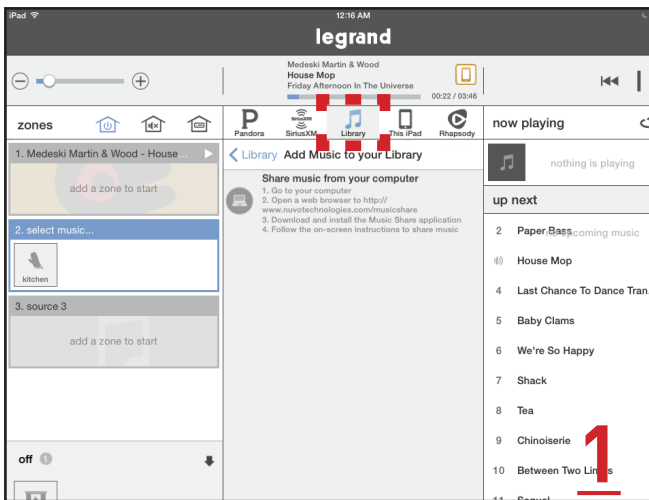 iPad
12:16 AM
legrand
Medeski Martin & Wood
House Mop
Friday Afternoon In The Universe
00:22 / 03:46
zones
Pandora
SiriusXM
Library
This iPad
Rhapsody
now playing
1. Medeski Martin & Wood - House...
add a zone to start
2. select music...
kitchen
3. source 3
add a zone to start
off 1
Library Add Music to your Library
Share music from your computer
1. Go to your computer
2. Open a web browser to http://
www.nuvotechnologies.com/musicshare
3. Download and install the Music Share application
4. Follow the on-screen instructions to share music
nothing is playing
up next
no upcoming music
2 Paper Bass
House Mop
4 Last Chance To Dance Tran
5 Baby Clams
6 We're So Happy
7 Shack
8 Tea
9 Chinoiserie
10 Between Two Limbs
11 Sequel
1